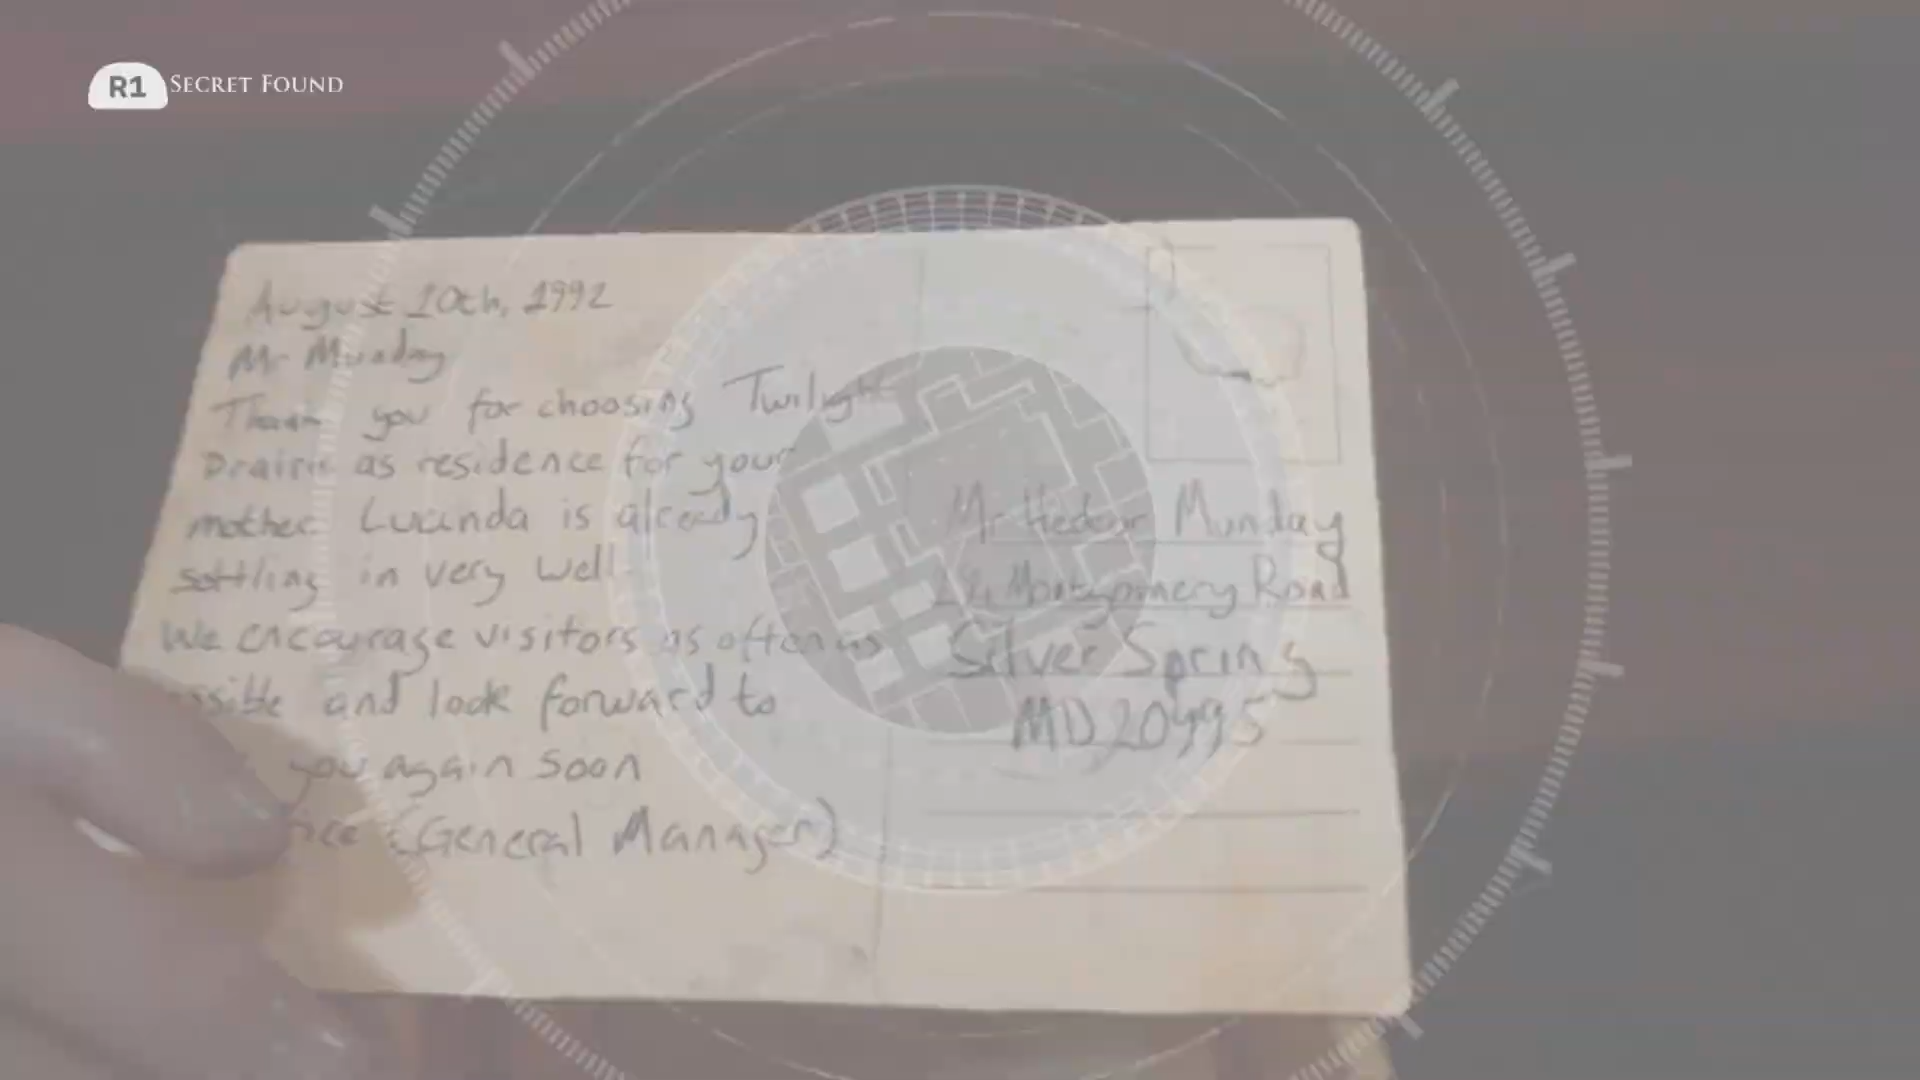 R1 SECRET FOUND
August 10th, 1992
Mr Munday
Thank you for choosing Twilight
Prairie as residence for your
mother Lucinda is already
settling in very well
We encourage visitors as often as
and look forward to
you again soon
(General Manager)
Mr Munday
Montgomery Road
Silver Spring
MD